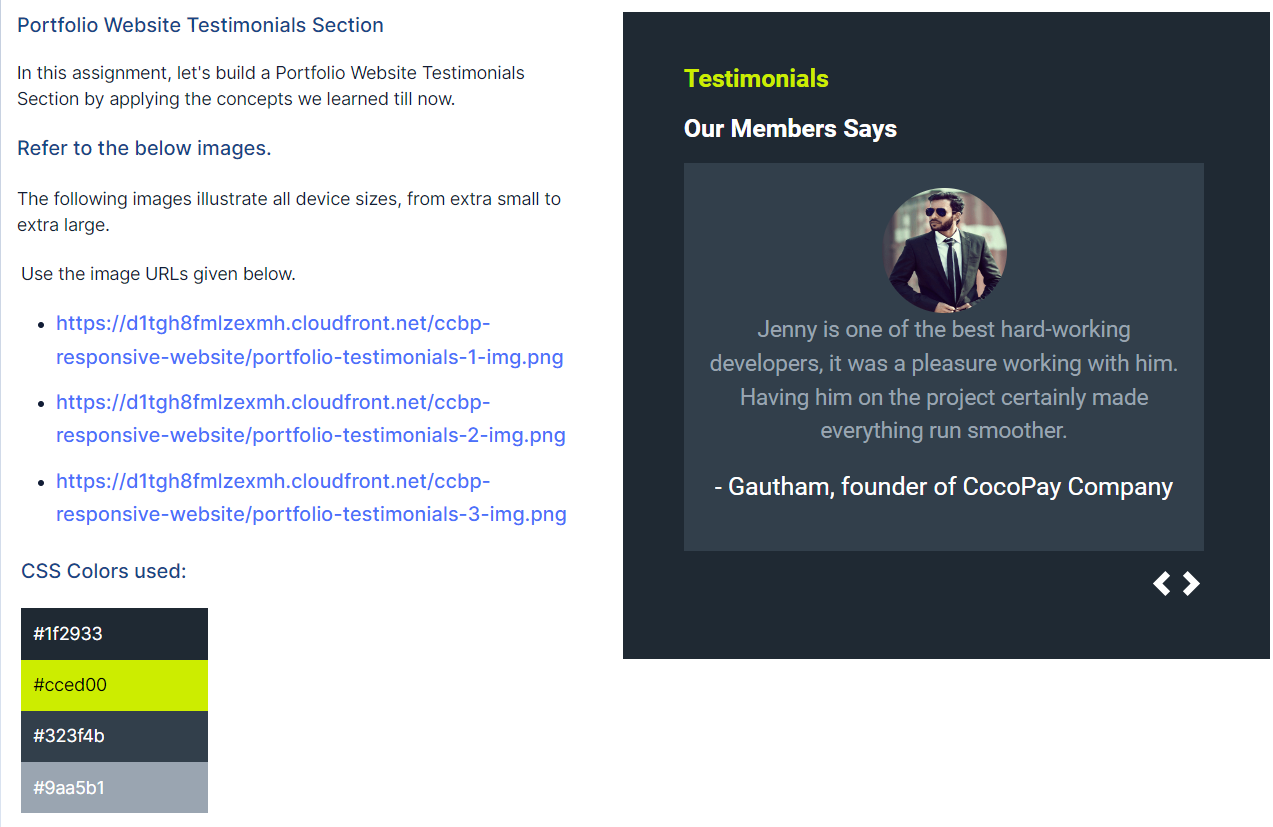 Portfolio Website Testimonials Section
In this assignment, let's build a Portfolio Website Testimonials
Section by applying the concepts we learned till now.
Refer to the below images.
The following images illustrate all device sizes, from extra small to
extra large.
Use the image URLs given below.
https://d1tgh8fmlzexmh.cloudfront.net/ccbp-
responsive-website/portfolio-testimonials-1-img.png
https://d1tgh8fmlzexmh.cloudfront.net/ccbp-
responsive-website/portfolio-testimonials-2-img.png
https://d1tgh8fmlzexmh.cloudfront.net/ccbp-
responsive-website/portfolio-testimonials-3-img.png
CSS Colors used:
#1f2933
#cced00
#323f4b
#9aa5b1
Testimonials
Our Members Says
Jenny is one of the best hard-working
developers, it was a pleasure working with him.
Having him on the project certainly made
everything run smoother.
- Gautham, founder of CocoPay Company